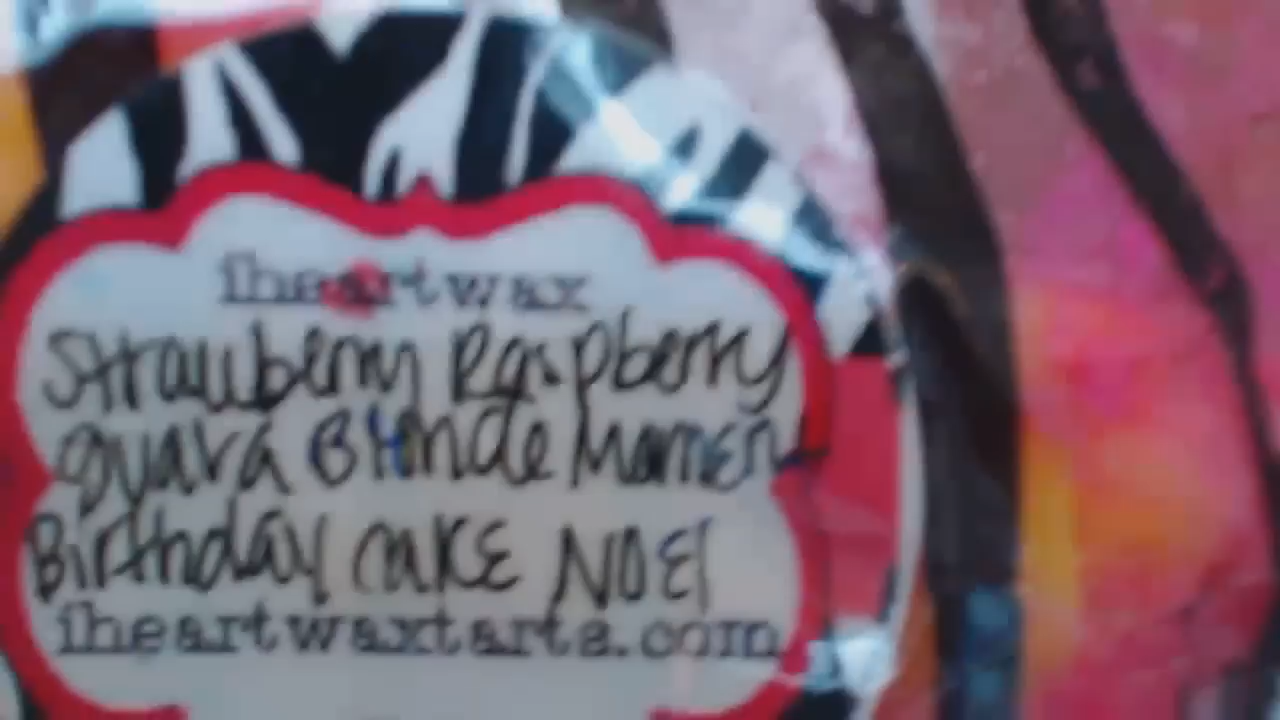 iheartwax
Strawberry Raspberry
guava Blonde Moment
Birthday CAKE NOEL
iheartwaxtarts.com